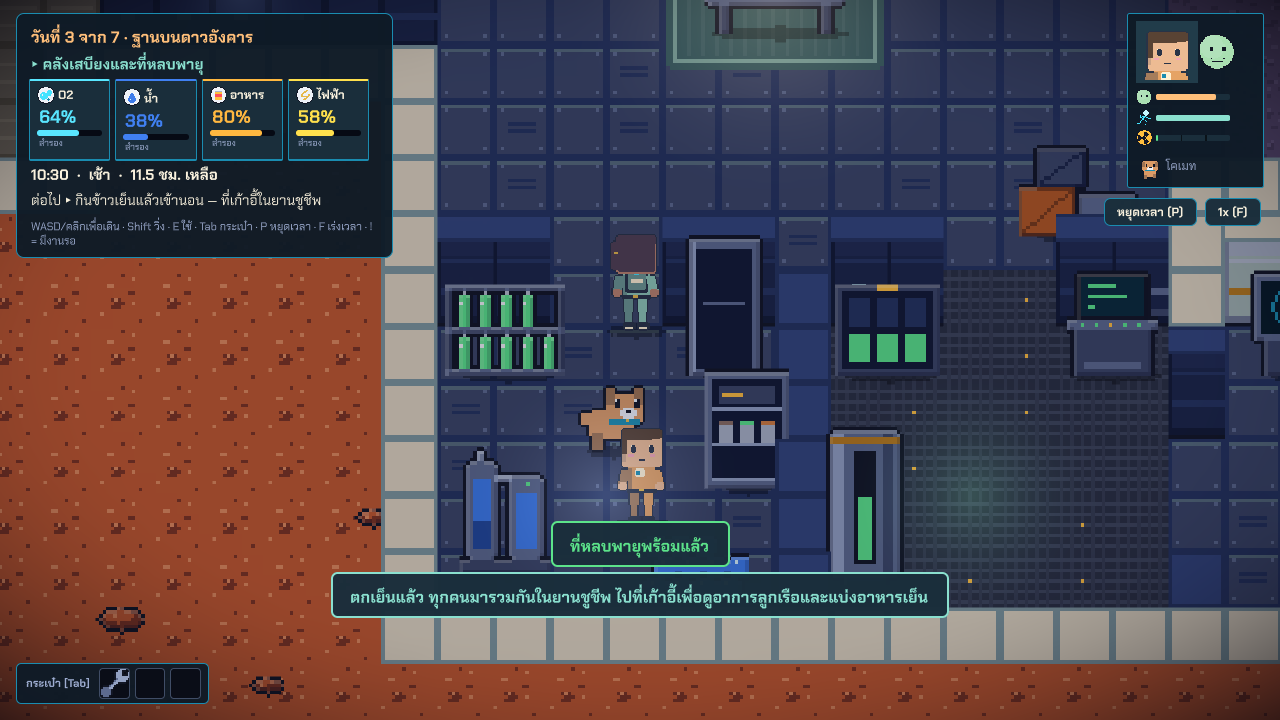 วันที่ 3 จาก 7 · ฐานบนดาวอังคาร
▸ คลังเสบียงและที่หลบพายุ
O2
64%
สำรอง
น้ำ
38%
สำรอง
อาหาร
80%
สำรอง
ไฟฟ้า
58%
สำรอง
10:30 · เช้า · 11.5 ชม. เหลือ
ต่อไป ▸ กินข้าวเย็นแล้วเข้านอน — ที่เก้าอี้ในยานชูชีพ
WASD/คลิกเพื่อเดิน · Shift วิ่ง · E ใช้ · Tab กระเป๋า · P หยุดเวลา · F เร่งเวลา · !
= มีงานรอ
โคเมท
หยุดเวลา (P)
1x (F)
ที่หลบพายุพร้อมแล้ว
ตกเย็นแล้ว ทุกคนมารวมกันในยานชูชีพ ไปที่เก้าอี้เพื่อดูอาการลูกเรือและแบ่งอาหารเย็น
กระเป๋า [Tab]